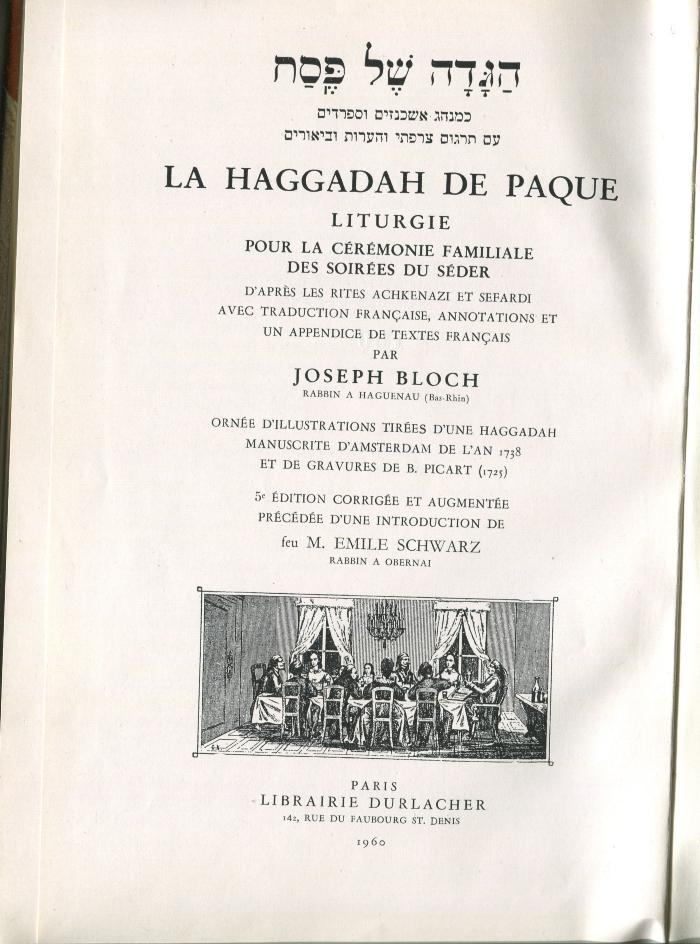 הַגָּדָה שֶׁל פֶּסַח
כמנהג אשכנזים וספרדים
עם תרגום צרפתי והערות וביאורים
LA HAGGADAH DE PAQUE
LITURGIE
POUR LA CÉRÉMONIE FAMILIALE
DES SOIRÉES DU SÉDER
D'APRÈS LES RITES ACHKENAZI ET SEFARDI
AVEC TRADUCTION FRANÇAISE, ANNOTATIONS ET
UN APPENDICE DE TEXTES FRANÇAIS
PAR
JOSEPH BLOCH
RABBIN A HAGUENAU (Bas-Rhin)
ORNÉE D'ILLUSTRATIONS TIRÉES D'UNE HAGGADAH
MANUSCRITE D'AMSTERDAM DE L'AN 1738
ET DE GRAVURES DE B. PICART (1725)
5e ÉDITION CORRIGÉE ET AUGMENTÉE
PRÉCÉDÉE D'UNE INTRODUCTION DE
feu M. EMILE SCHWARZ
RABBIN A OBERNAI
PARIS
LIBRAIRIE DURLACHER
142, RUE DU FAUBOURG ST. DENIS
1960